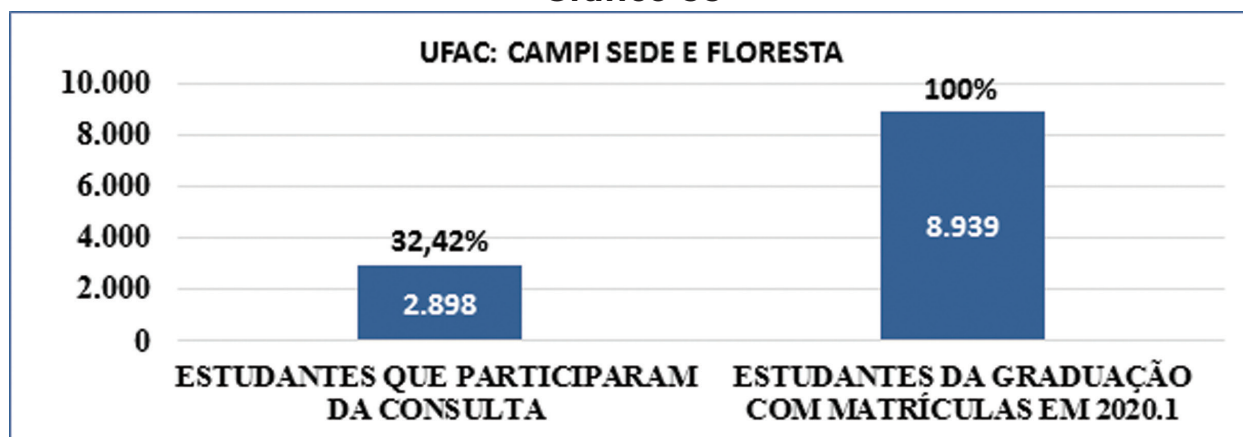 UFAC: CAMPI SEDE E FLORESTA
10.000
8.000
6.000
4.000
2.000
0
32,42%
2.898
100%
8.939
ESTUDANTES QUE PARTICIPARAM
DA CONSULTA
ESTUDANTES DA GRADUAÇÃO
COM MATRÍCULAS EM 2020.1